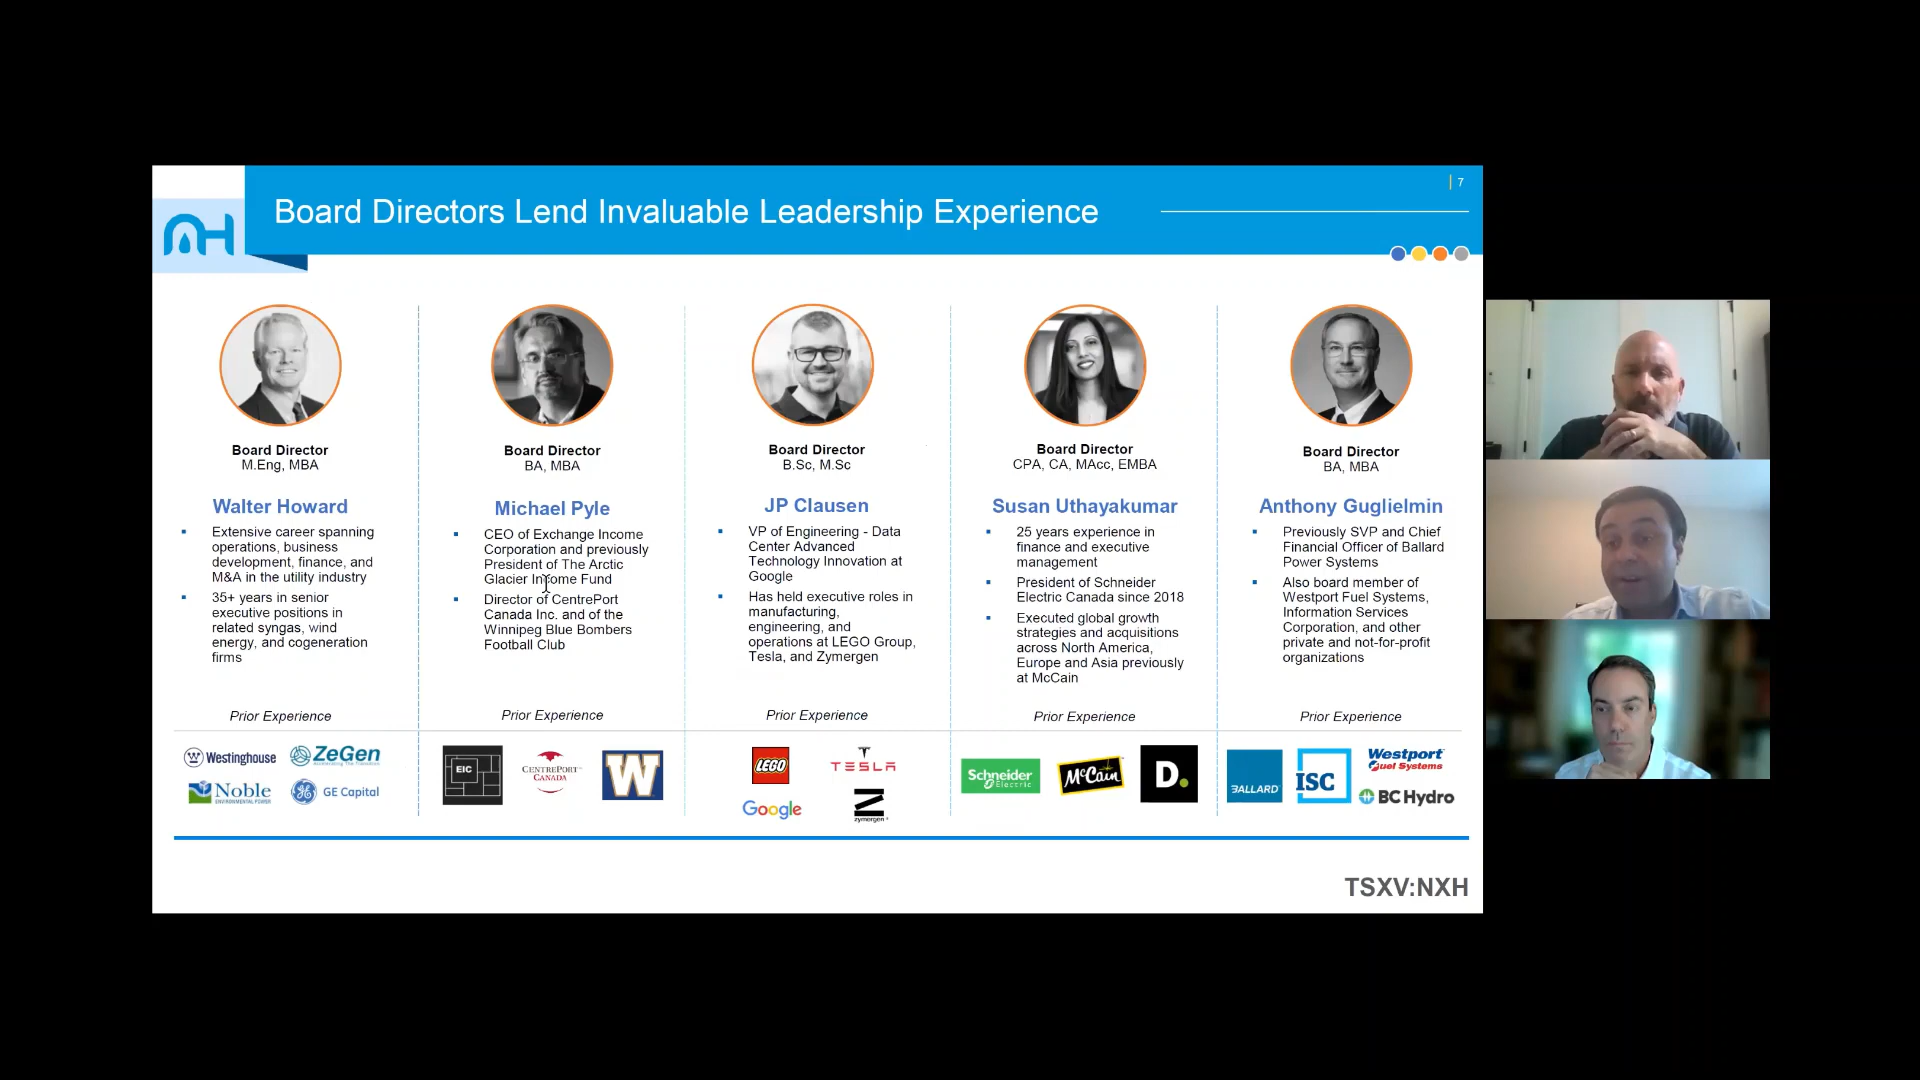 7
Board Directors Lend Invaluable Leadership Experience
Board Director
M.Eng, MBA
Walter Howard
Extensive career spanning
operations, business
development, finance, and
M&A in the utility industry
35+ years in senior
executive positions in
related syngas, wind
energy, and cogeneration
firms
Prior Experience
Westinghouse
ZeGen
Noble
ENVIRONMENTAL POWER
GE Capital
Board Director
BA, MBA
Michael Pyle
CEO of Exchange Income
Corporation and previously
President of The Arctic
Glacier Income Fund
Director of CentrePort
Canada Inc. and of the
Winnipeg Blue Bombers
Football Club
Prior Experience
EIC
CENTREPORT
CANADA
W
Board Director
B.Sc, M.Sc
JP Clausen
VP of Engineering - Data
Center Advanced
Technology Innovation at
Google
Has held executive roles in
manufacturing,
engineering, and
operations at LEGO Group,
Tesla, and Zymergen
Prior Experience
LEGO
TESLA
Google
zymergen
Board Director
CPA, CA, MAcc, EMBA
Susan Uthayakumar
25 years experience in
finance and executive
management
President of Schneider
Electric Canada since 2018
Executed global growth
strategies and acquisitions
across North America,
Europe and Asia previously
at McCain
Prior Experience
Schneider
Electric
McCain
D.
Board Director
BA, MBA
Anthony Guglielmin
Previously SVP and Chief
Financial Officer of Ballard
Power Systems
Also board member of
Westport Fuel Systems,
Information Services
Corporation, and other
private and not-for-profit
organizations
Prior Experience
BALLARD
ISC
Westport
Fuel Systems
BC Hydro
TSXV:NXH